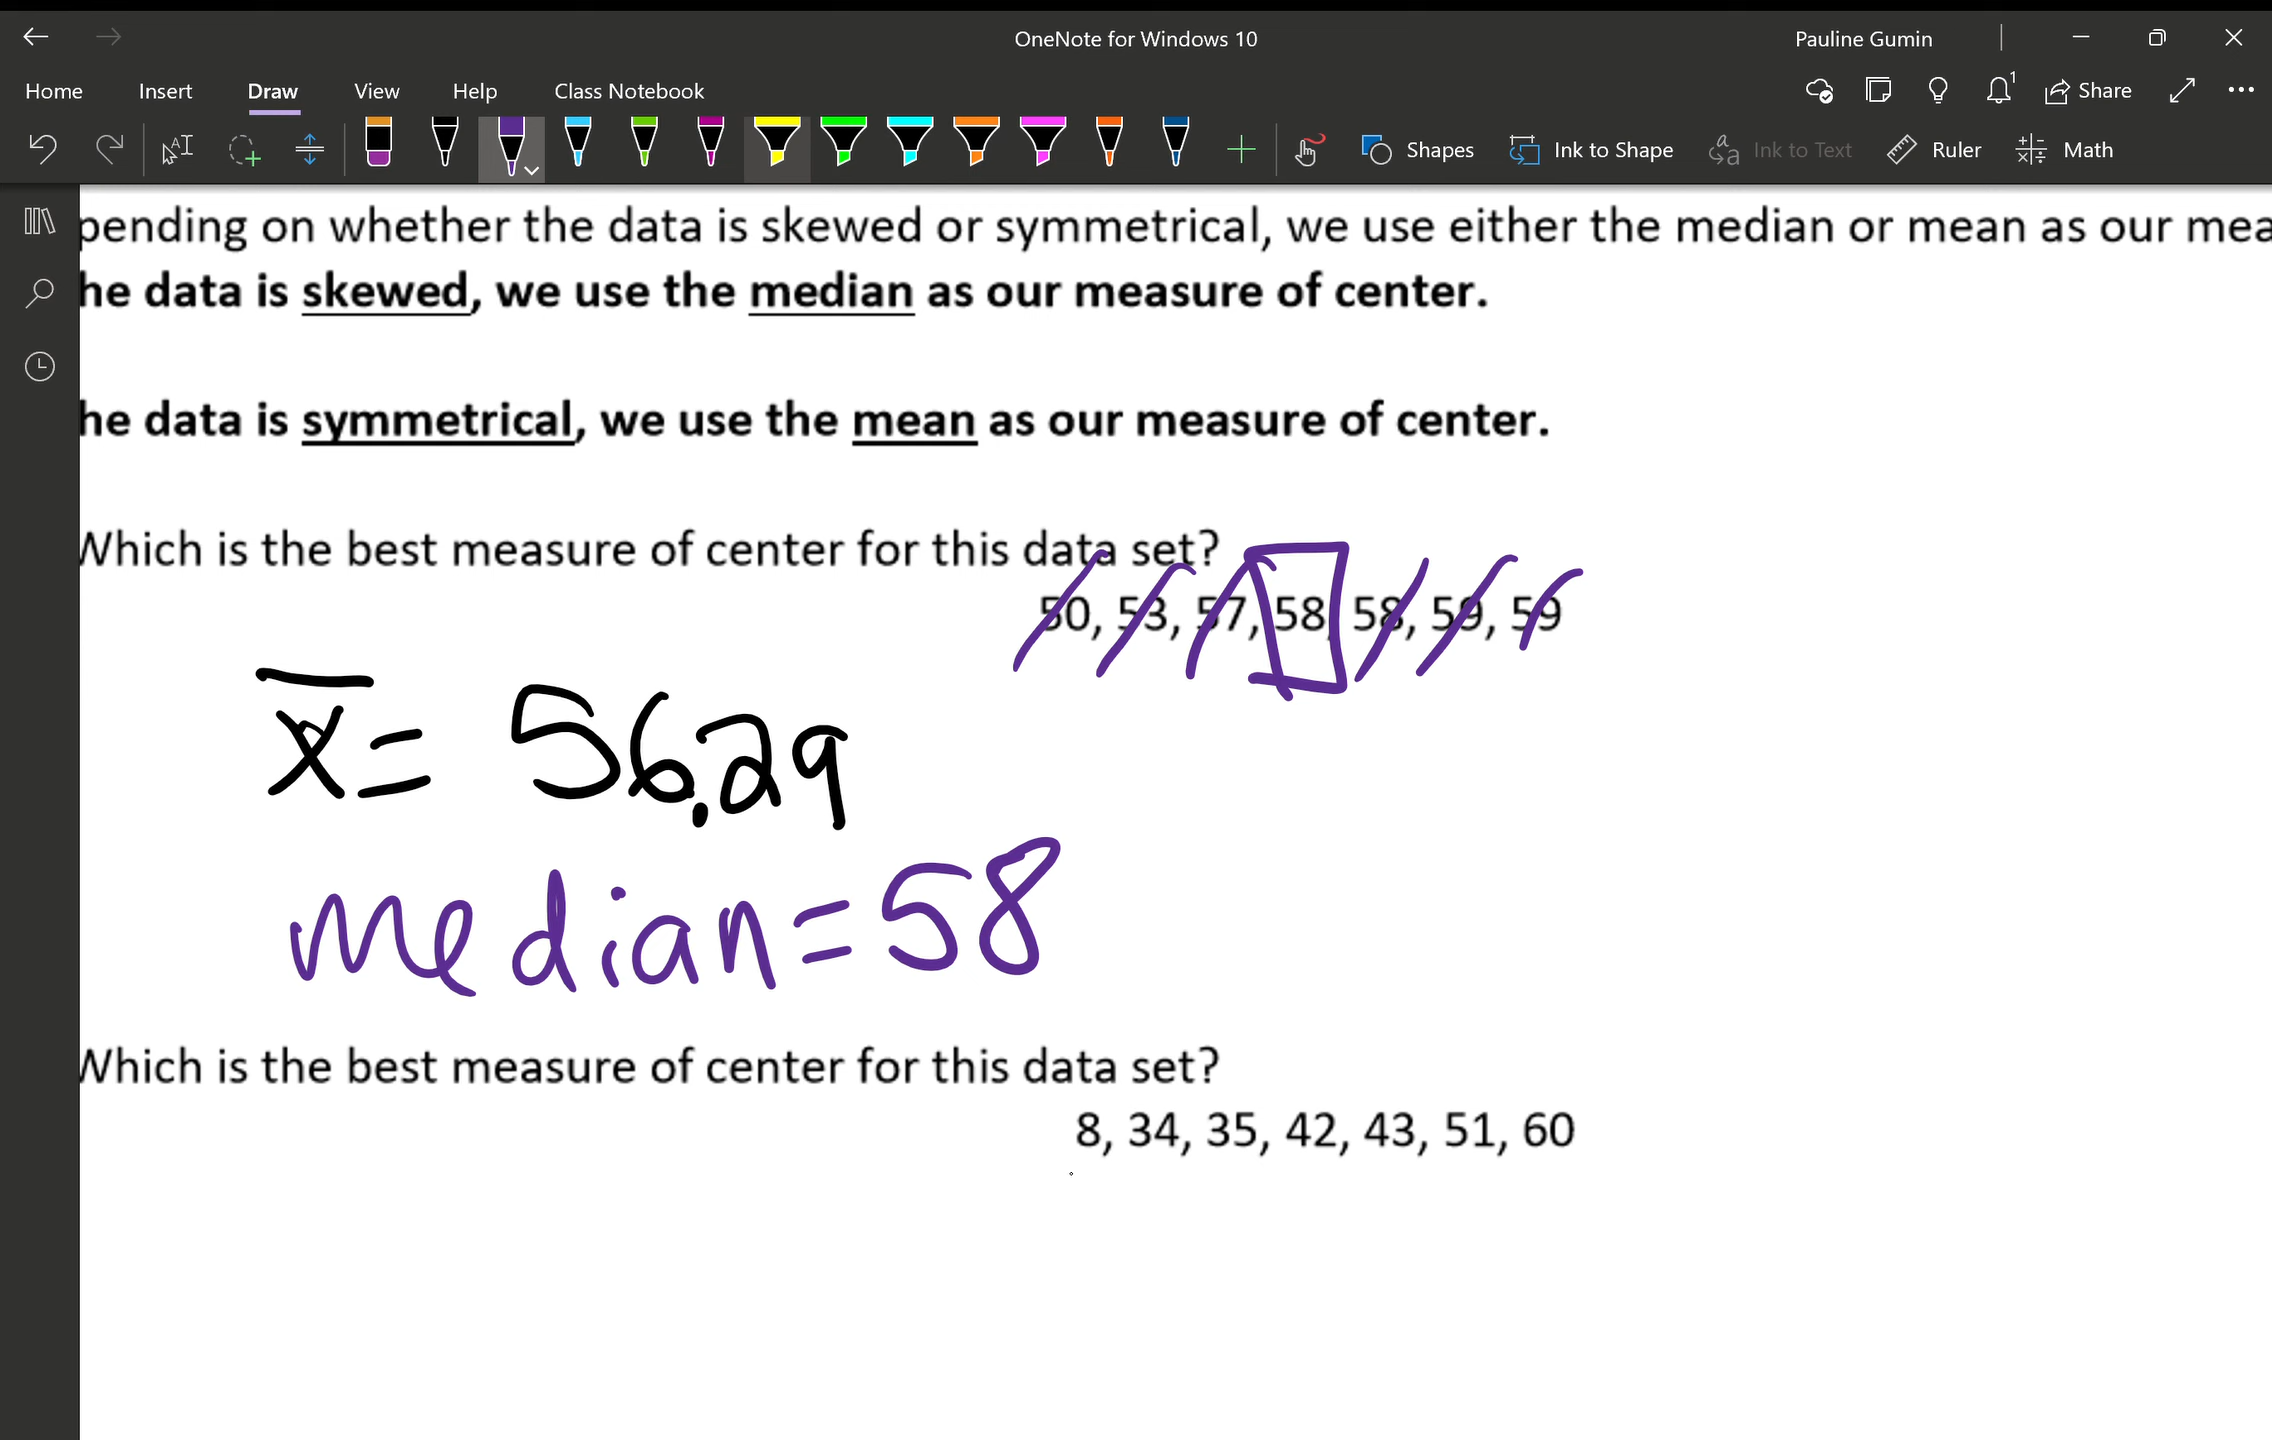 OneNote for Windows 10
Pauline Gumin
Home Insert Draw View Help Class Notebook
1 Share
Shapes Ink to Shape Ink to Text Ruler Math
pending on whether the data is skewed or symmetrical, we use either the median or mean as our mea
he data is skewed, we use the median as our measure of center.
he data is symmetrical, we use the mean as our measure of center.
Which is the best measure of center for this data set?
50, 53, 57, 58, 58, 59, 59
x̄ = 56.29
median = 58
Which is the best measure of center for this data set?
8, 34, 35, 42, 43, 51, 60